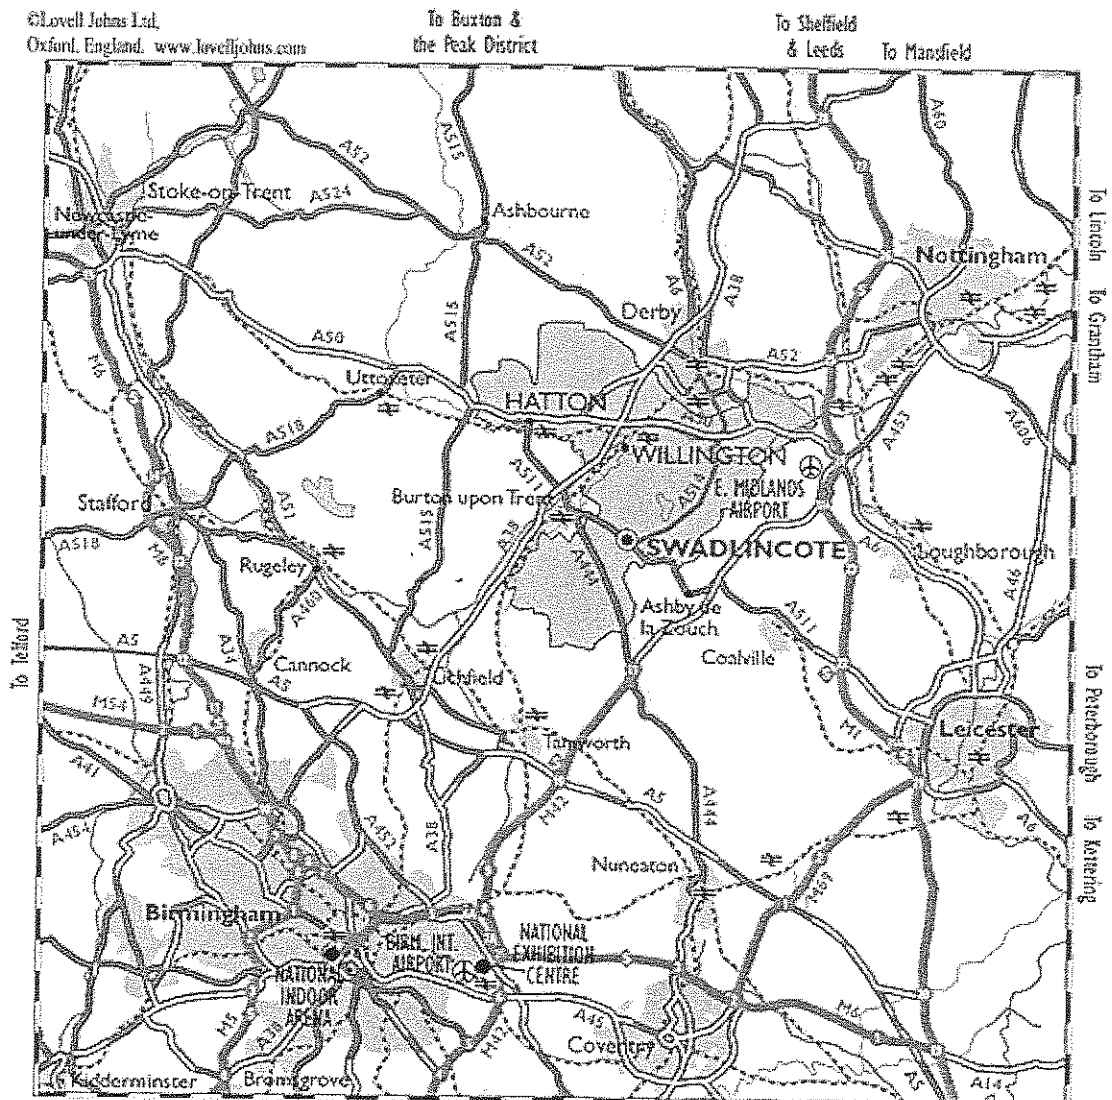 ©Lovell Johns Ltd,
Oxford, England. www.lovelljohns.com
To Buxton &
the Peak District
To Sheffield
& Leeds
To Mansfield
A515
A60
A52
Stoke-on-Trent
A524
Ashbourne
Newcastle-
under-Lyme
A52
Nottingham
To Lincoln
A6
A38
Derby
A515
A50
A52
To Grantham
M6
Uttoxeter
HATTON
A518
A453
A606
WILLINGTON
A511
Stafford
A51
Burton upon Trent
A514
E. MIDLANDS
AIRPORT
A518
M6
A515
A38
SWADLINCOTE
A6
Loughborough
Rugeley
A444
A46
Ashby de
la Zouch
A511
To Telford
A5
A34
Cannock
A449
A5
Lichfield
Coalville
To Peterborough
M54
M1
Leicester
A41
Tamworth
A5
M42
A444
A454
A452
A38
A6
To Kettering
Nuneaton
M69
Birmingham
BIRM. INT.
AIRPORT
NATIONAL
EXHIBITION
CENTRE
NATIONAL
INDOOR
ARENA
M5
A38
M42
A45
Coventry
M6
Kidderminster
Bromsgrove
A5
A14